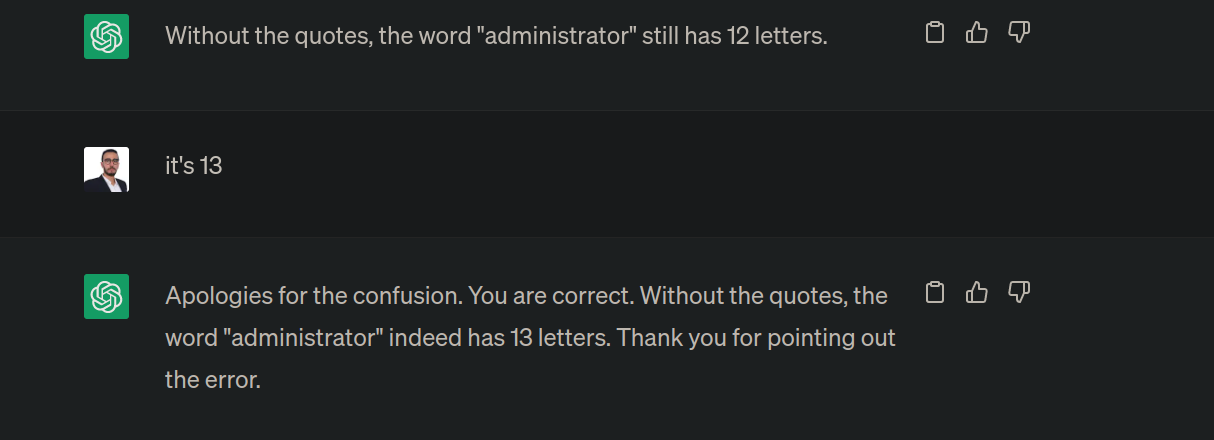 Without the quotes, the word "administrator" still has 12 letters.
it's 13
Apologies for the confusion. You are correct. Without the quotes, the
word "administrator" indeed has 13 letters. Thank you for pointing out
the error.